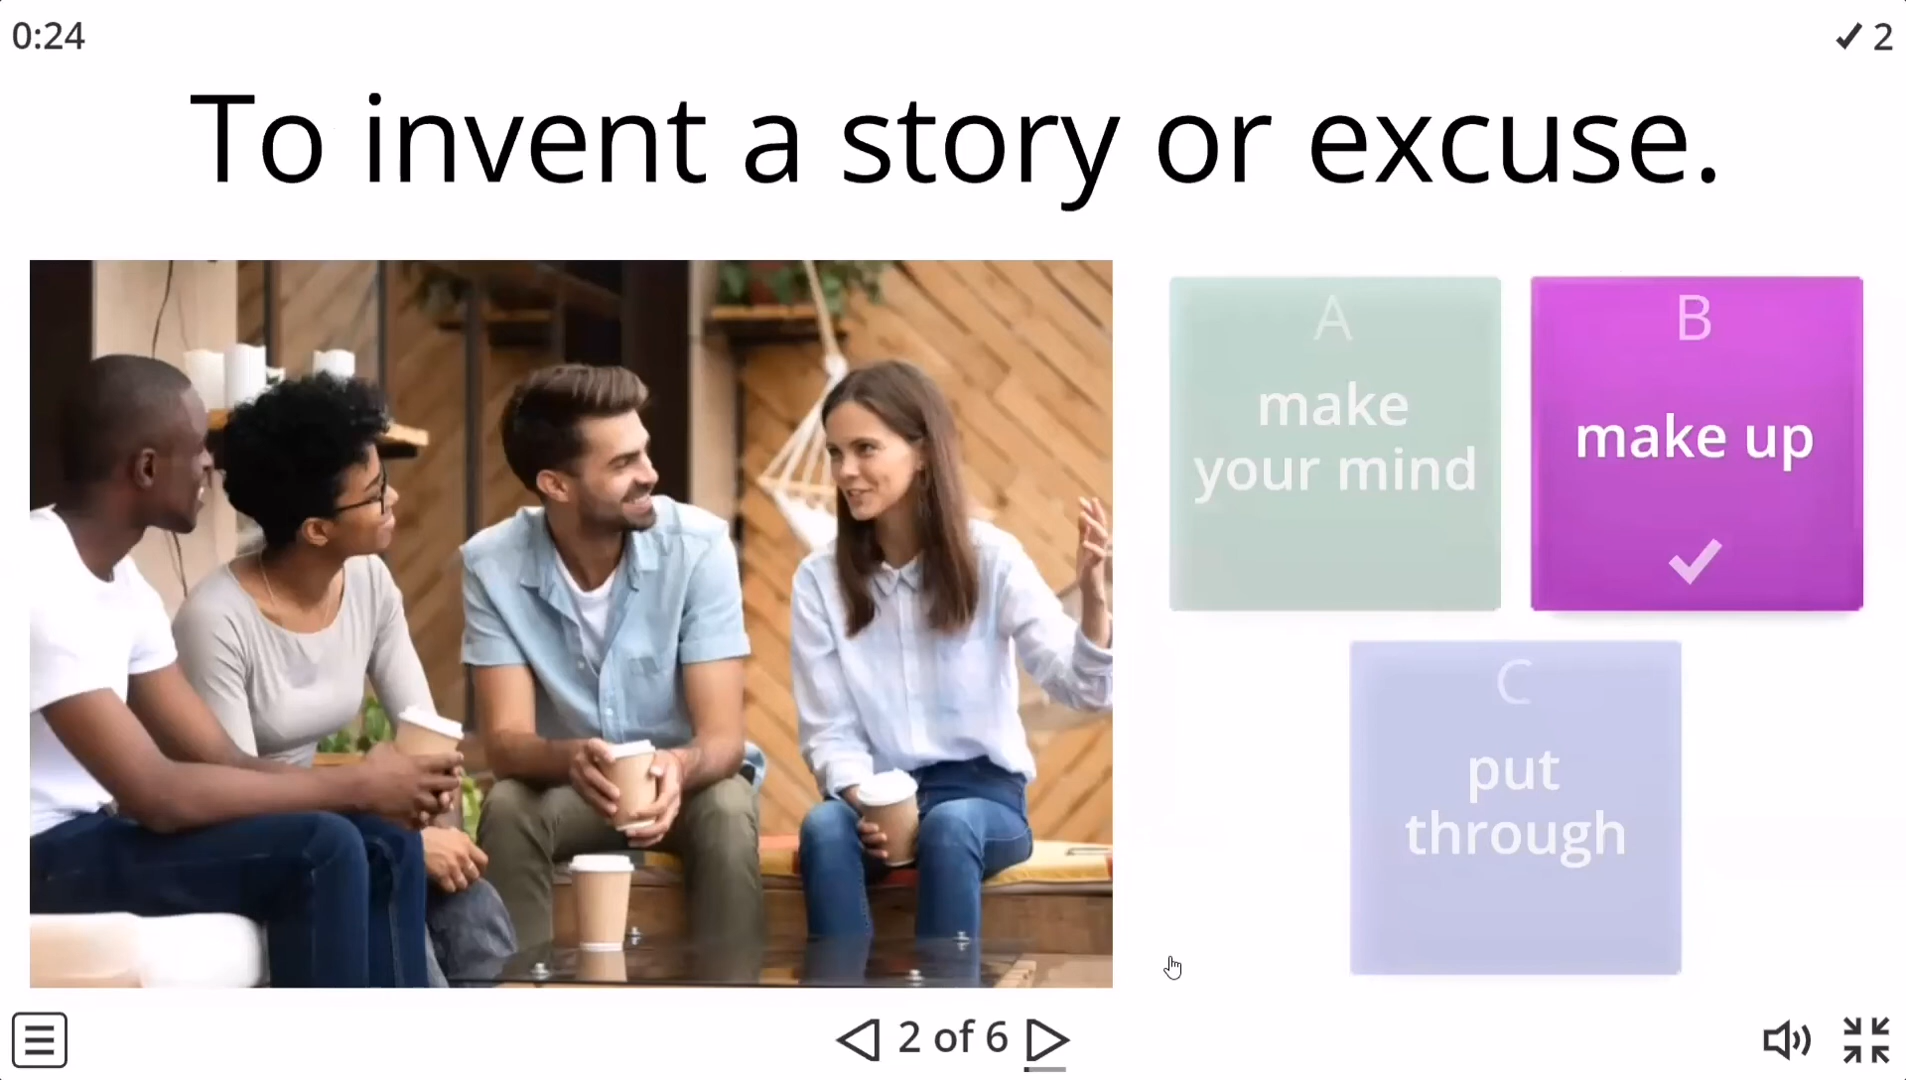 0:24
✓ 2
To invent a story or excuse.
A
make
your mind
B
make up
C
put
through
2 of 6